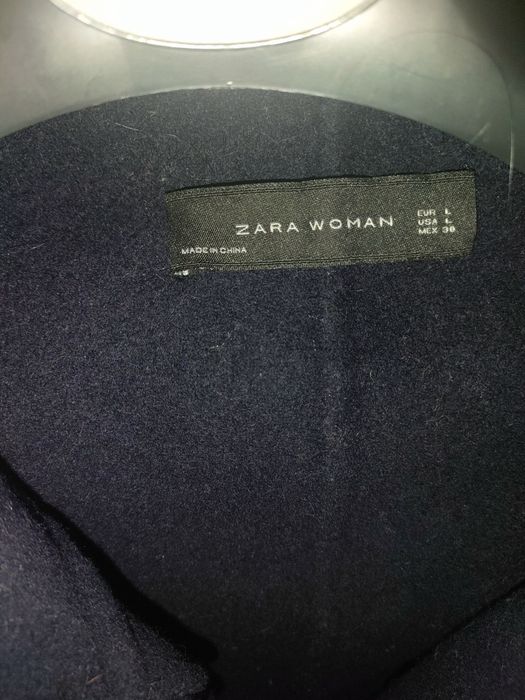 ZARA WOMAN
MADE IN CHINA
EUR L
USA L
MEX 30